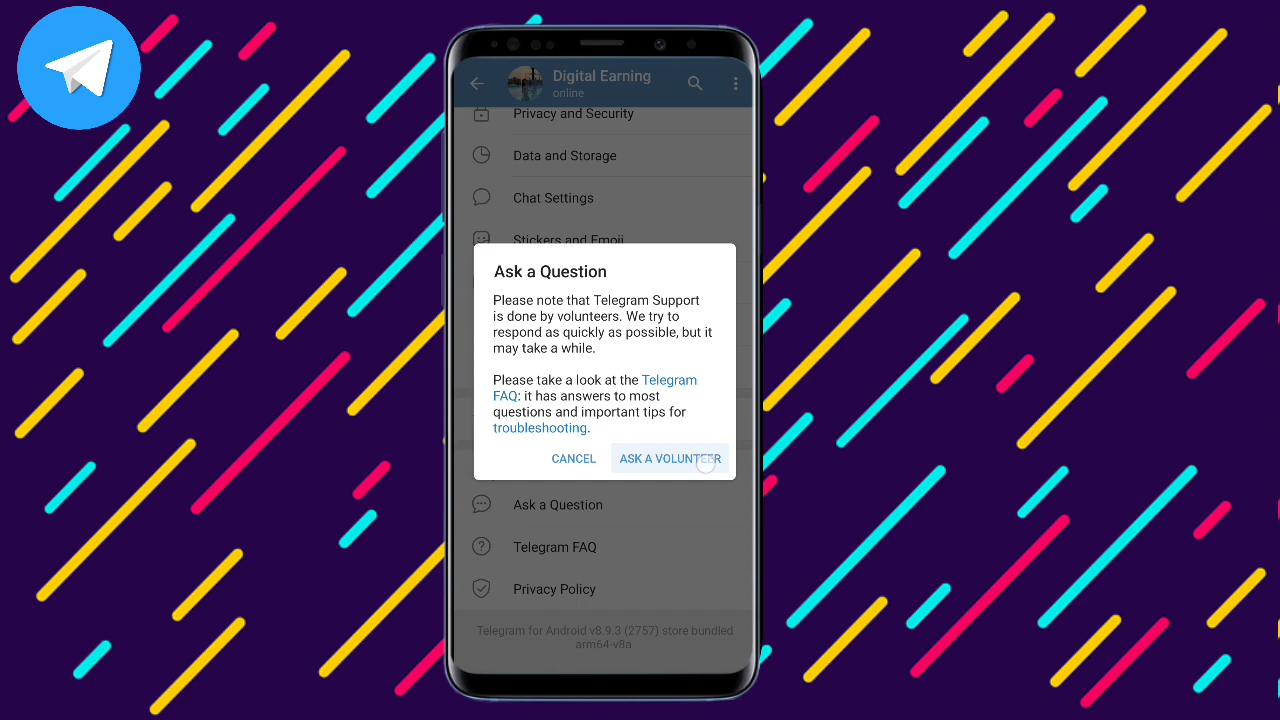 Digital Earning
online
Privacy and Security
Data and Storage
Chat Settings
Stickers and Emoji
Ask a Question
Please note that Telegram Support
is done by volunteers. We try to
respond as quickly as possible, but it
may take a while.
Please take a look at the Telegram
FAQ: it has answers to most
questions and important tips for
troubleshooting.
CANCEL
ASK A VOLUNTEER
Ask a Question
Telegram FAQ
Privacy Policy
Telegram for Android v8.9.3 (2757) store bundled
arm64-v8a